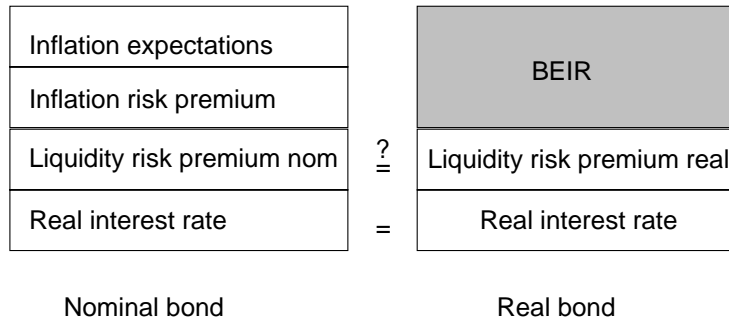 Inflation expectations
BEIR
Inflation risk premium
Liquidity risk premium nom ?
= Liquidity risk premium real
Real interest rate = Real interest rate
Nominal bond Real bond